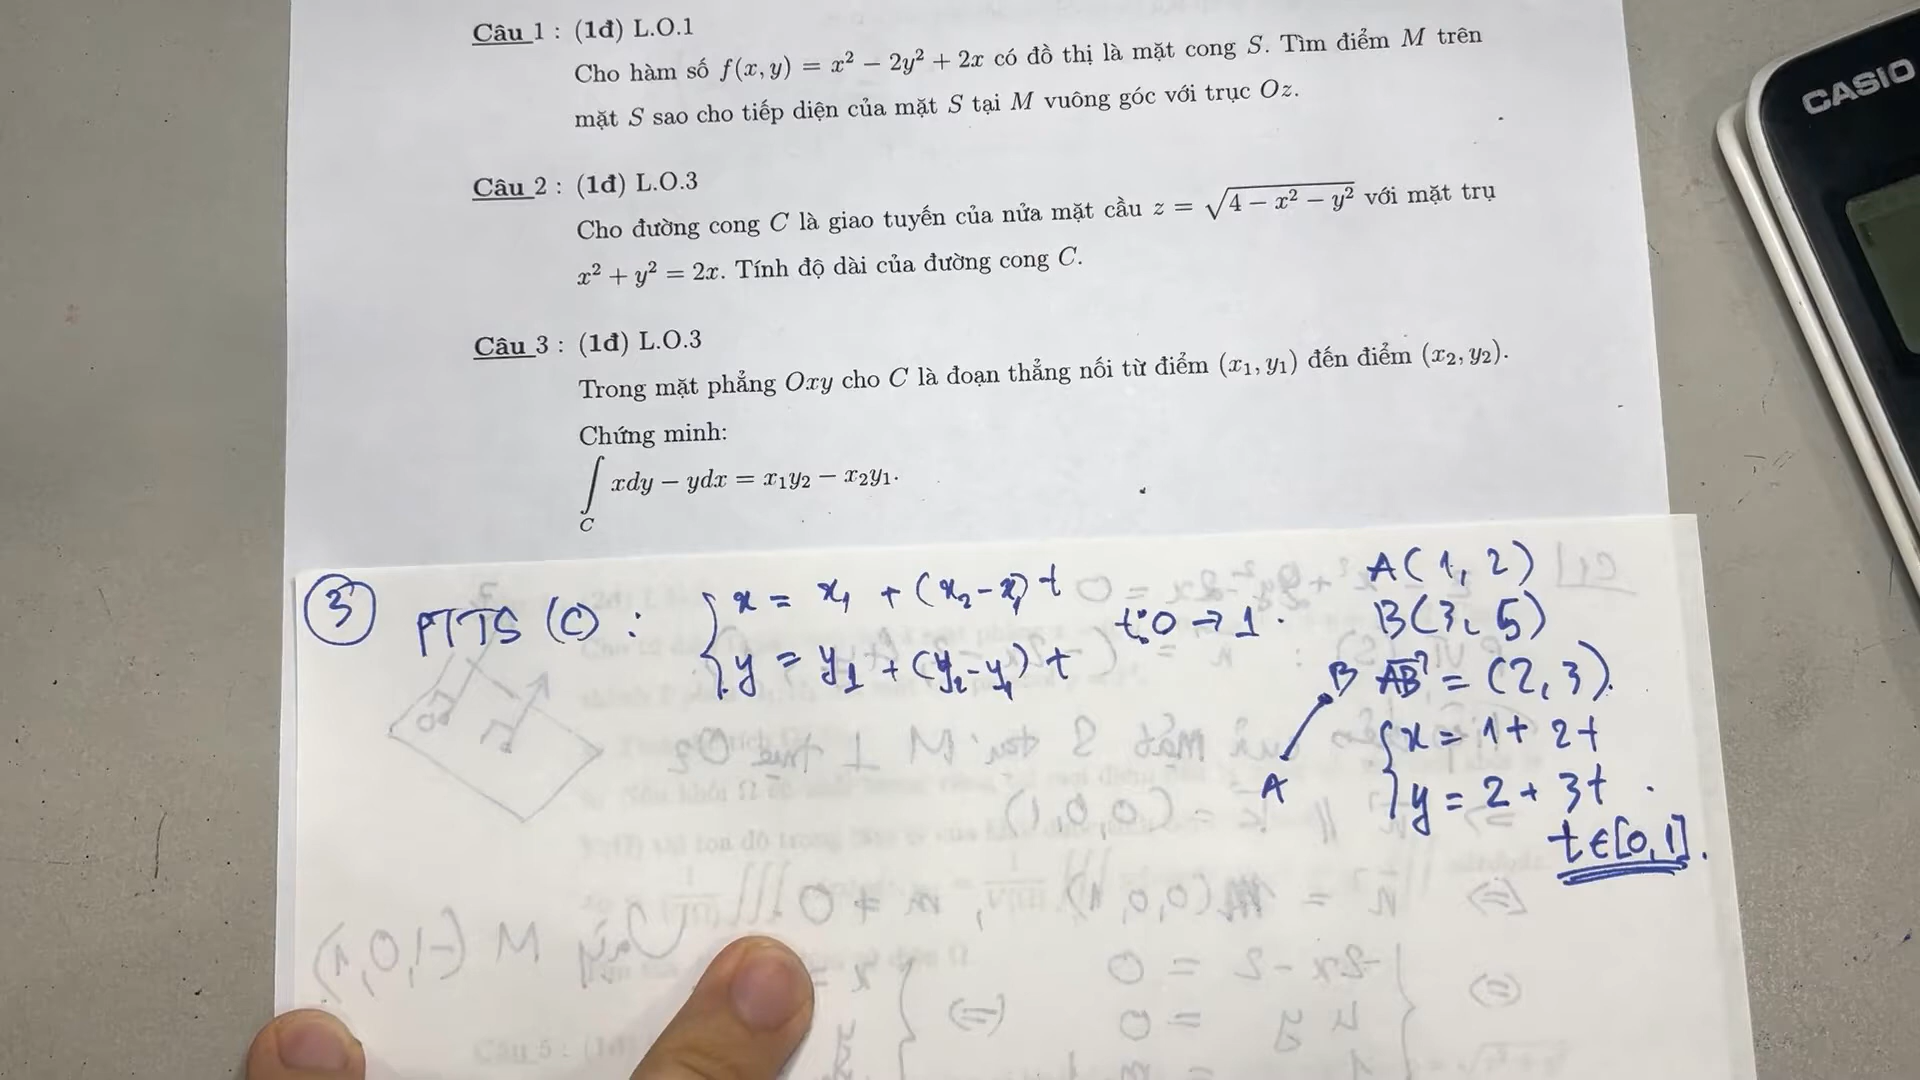 Câu 1 : (1đ) L.O.1
Cho hàm số f(x, y) = x² − 2y² + 2x có đồ thị là mặt cong S. Tìm điểm M trên
mặt S sao cho tiếp diện của mặt S tại M vuông góc với trục Oz.
Câu 2 : (1đ) L.O.3
Cho đường cong C là giao tuyến của nửa mặt cầu z = √(4 − x² − y²) với mặt trụ
x² + y² = 2x. Tính độ dài của đường cong C.
Câu 3 : (1đ) L.O.3
Trong mặt phẳng Oxy cho C là đoạn thẳng nối từ điểm (x₁, y₁) đến điểm (x₂, y₂).
Chứng minh:
∫_C xdy − ydx = x₁y₂ − x₂y₁.
③ PTTS (C) : { x = x₁ + (x₂ − x₁) t
y = y₁ + (y₂ − y₁) t
t: 0 → 1.
A(1, 2)
B(3, 5)
B
A
AB = (2, 3).
{ x = 1 + 2t
y = 2 + 3t .
t ∈ [0, 1].
CASIO